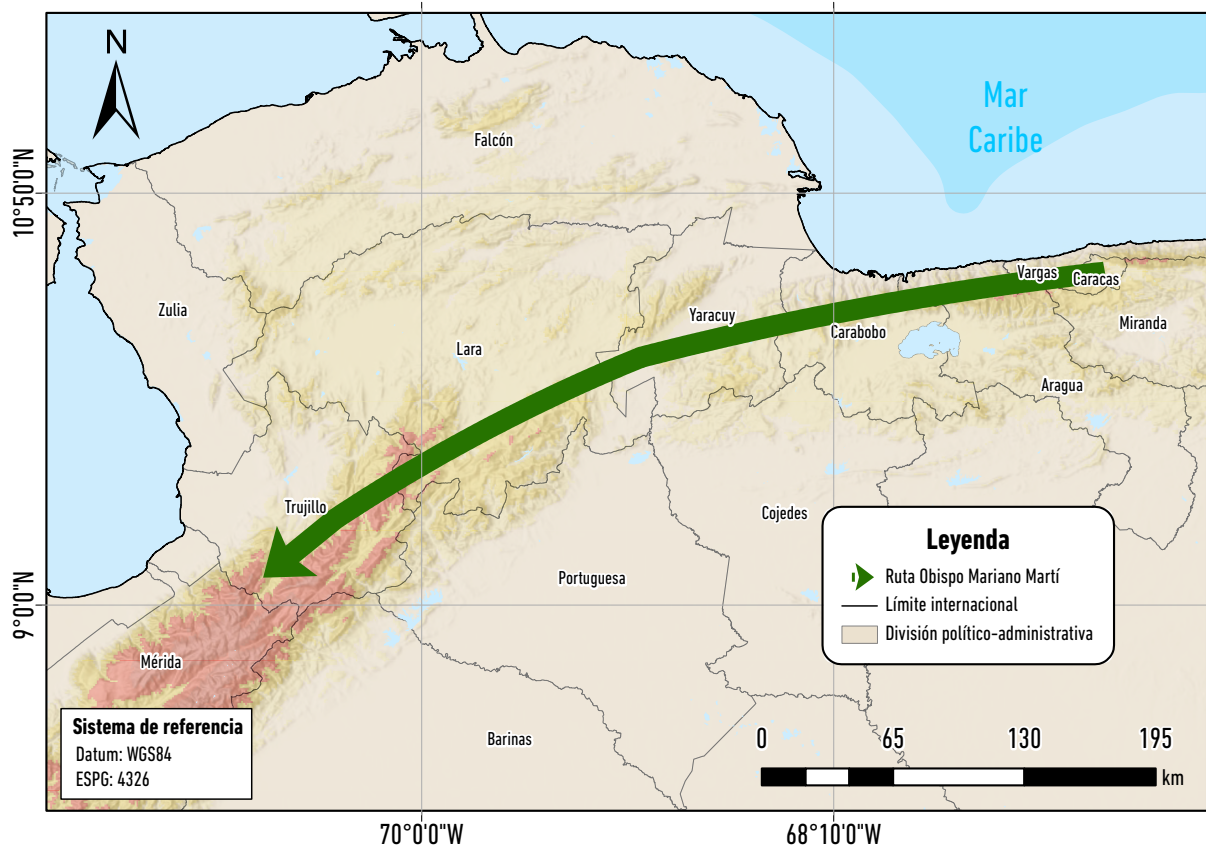 N
Mar
Caribe
Falcón
10°50'0"N
Vargas
Caracas
Zulia
Yaracuy
Miranda
Carabobo
Lara
Aragua
Trujillo
Cojedes
Leyenda
Ruta Obispo Mariano Martí
Límite internacional
División político-administrativa
Portuguesa
9°0'0"N
Mérida
Sistema de referencia
Datum: WGS84
ESPG: 4326
Barinas
0 65 130 195
km
70°0'0"W 68°10'0"W